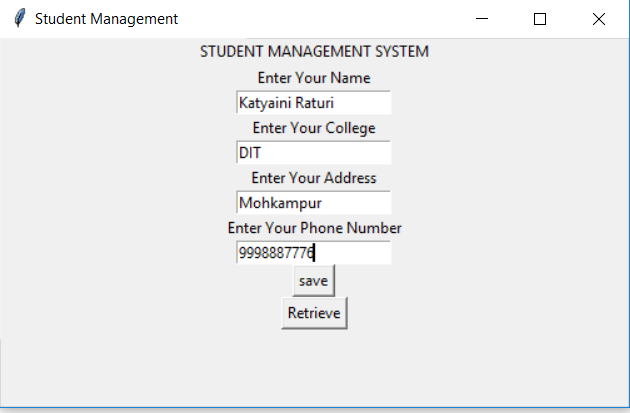 Student Management
STUDENT MANAGEMENT SYSTEM
Enter Your Name
Katyaini Raturi
Enter Your College
DIT
Enter Your Address
Mohkampur
Enter Your Phone Number
9998887776
save
Retrieve